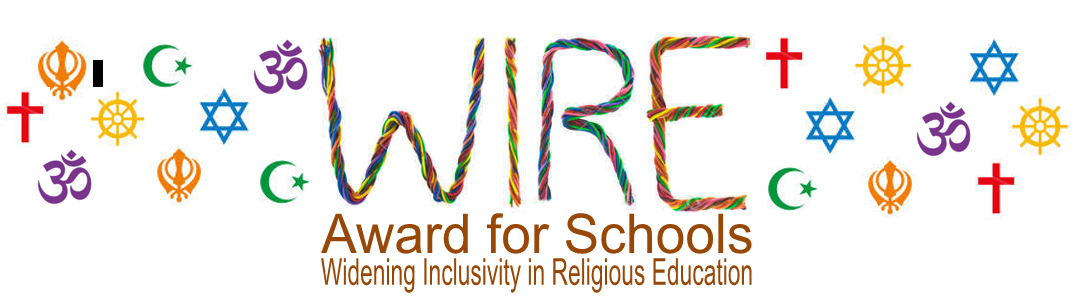 WIRE
Award for Schools
Widening Inclusivity in Religious Education